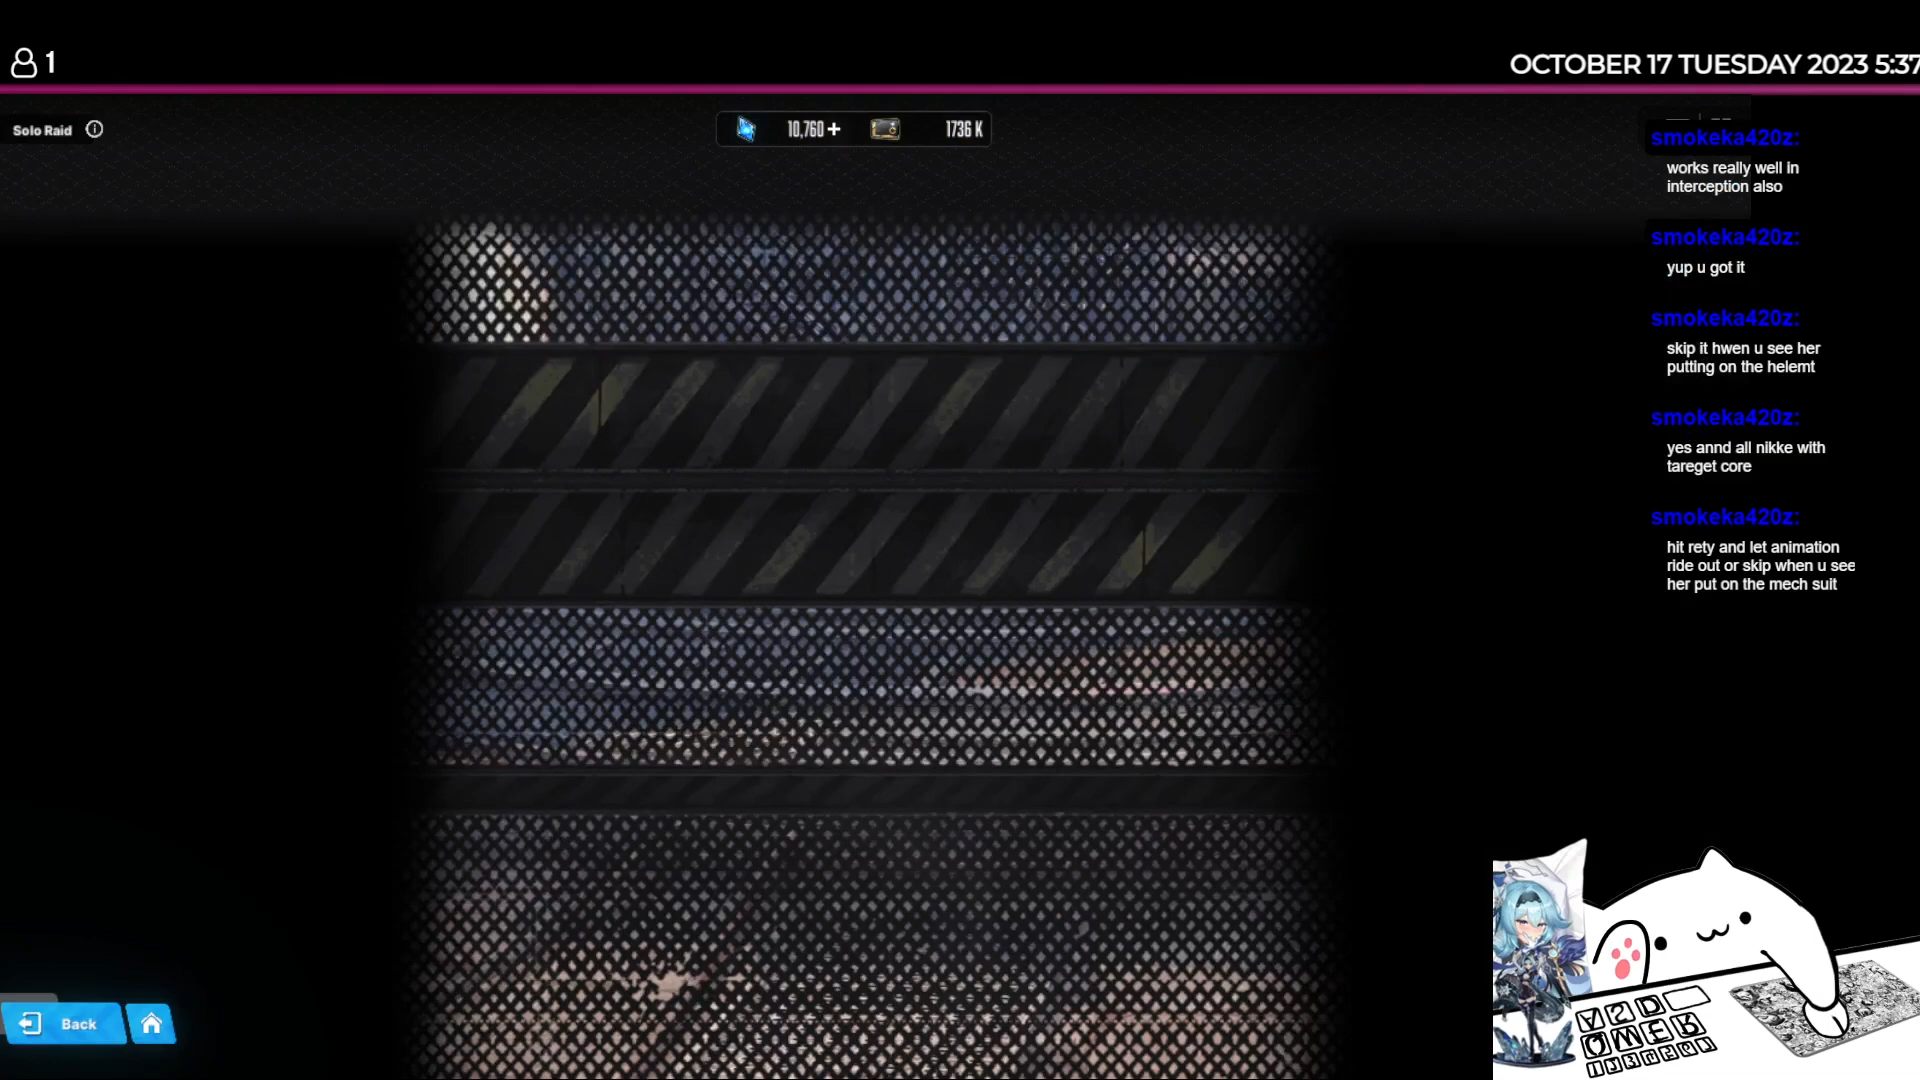 1
OCTOBER 17 TUESDAY 2023 5:37
Solo Raid
10,760
1736 K
smokeka420z:
works really well in
interception also
smokeka420z:
yup u got it
smokeka420z:
skip it hwen u see her
putting on the helemt
smokeka420z:
yes annd all nikke with
tareget core
smokeka420z:
hit rety and let animation
ride out or skip when u see
her put on the mech suit
Back